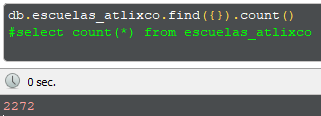 db.escuelas_atlixco.find({}).count()
#select count(*) from escuelas_atlixco
0 sec.
2272